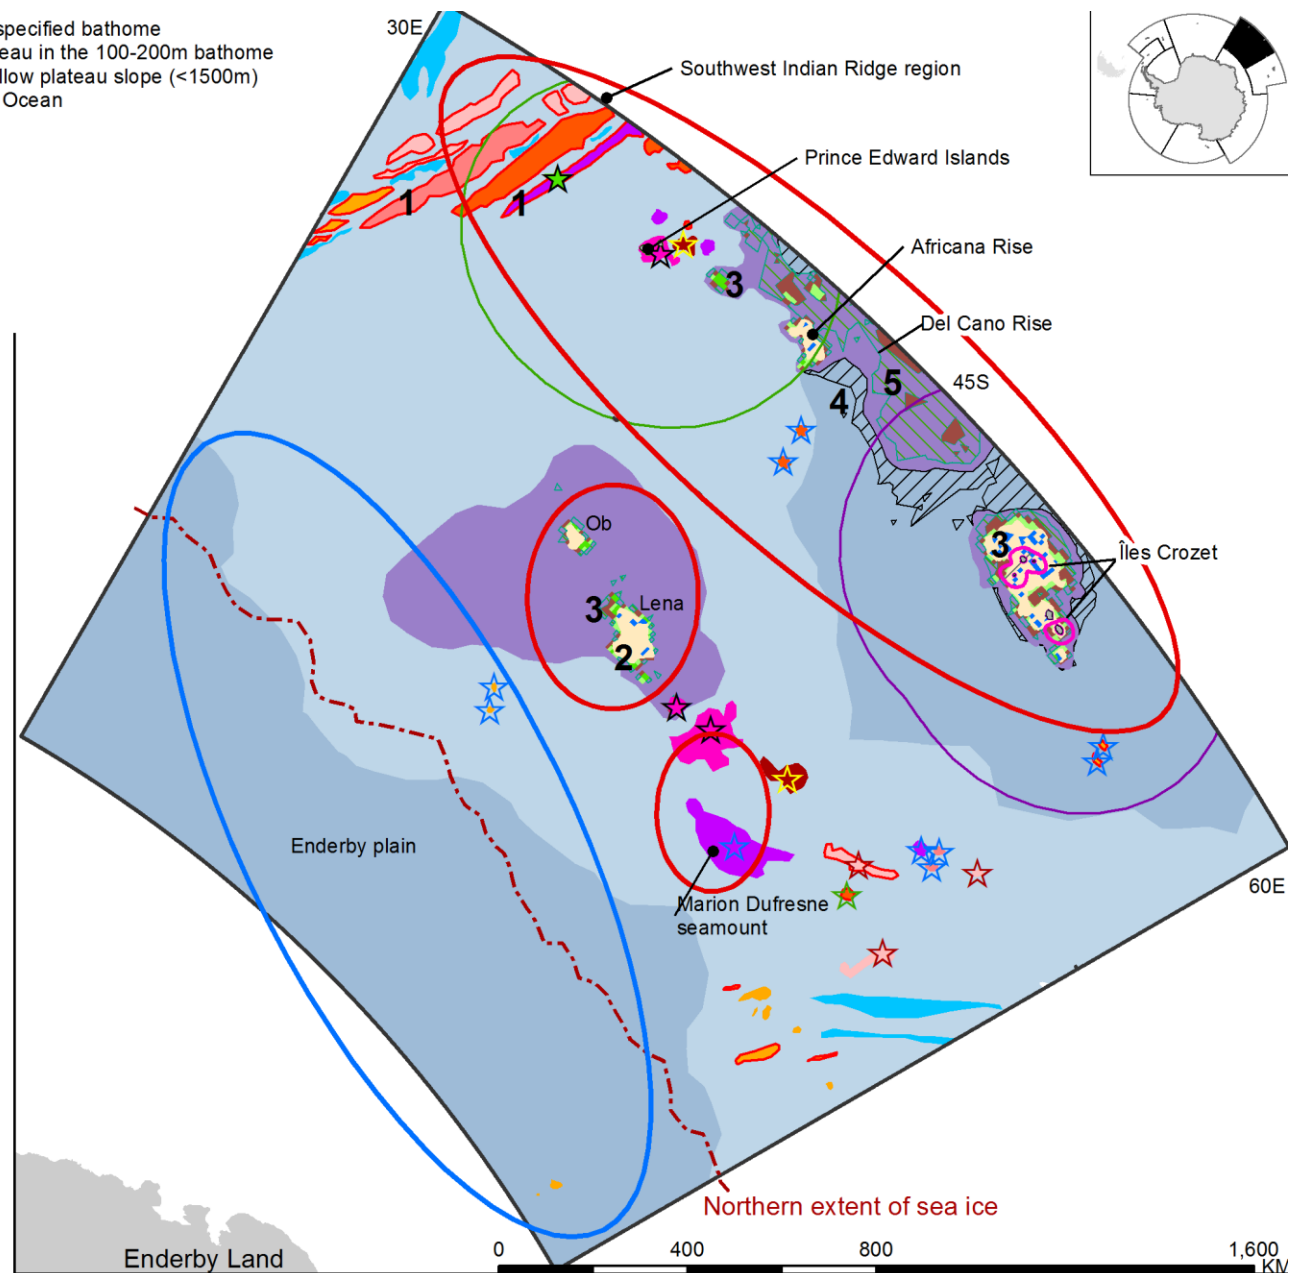 specified bathome
eau in the 100-200m bathome
llow plateau slope (<1500m)
Ocean
30E
Southwest Indian Ridge region
Prince Edward Islands
1
1
Africana Rise
3
Del Cano Rise
45S
5
4
Ob
3
Îles Crozet
Lena
3
2
Enderby plain
60E
Marion Dufresne
seamount
Northern extent of sea ice
Enderby Land
0
400
800
1,600
KM